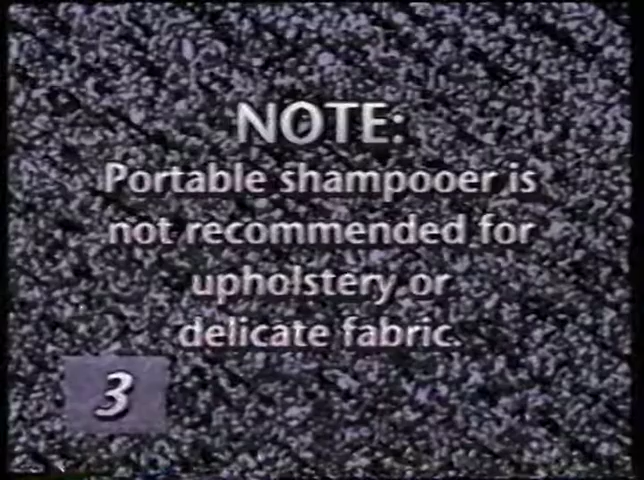 NOTE:
Portable shampooer is
not recommended for
upholstery or
delicate fabric.
3